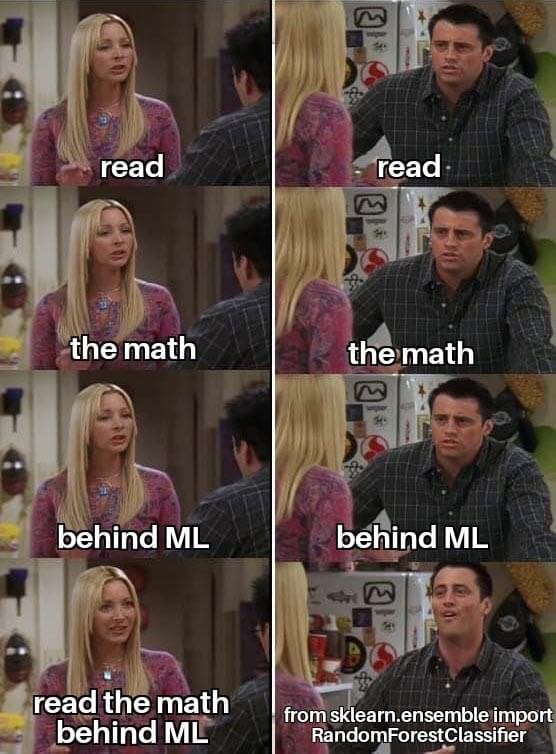 read
read
the math
the math
behind ML
behind ML
read the math
behind ML
from sklearn.ensemble import
RandomForestClassifier